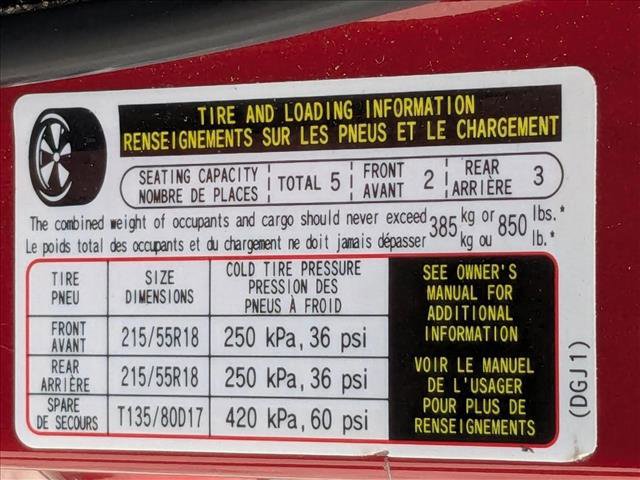 TIRE AND LOADING INFORMATION
RENSEIGNEMENTS SUR LES PNEUS ET LE CHARGEMENT
SEATING CAPACITY
NOMBRE DE PLACES
TOTAL 5
FRONT
AVANT 2
REAR
ARRIÈRE 3
The combined weight of occupants and cargo should never exceed 385 kg or 850 lbs.*
Le poids total des occupants et du chargement ne doit jamais dépasser kg ou lb.*
TIRE
PNEU
SIZE
DIMENSIONS
COLD TIRE PRESSURE
PRESSION DES
PNEUS À FROID
FRONT
AVANT
215/55R18
250 kPa, 36 psi
REAR
ARRIÈRE
215/55R18
250 kPa, 36 psi
SPARE
DE SECOURS
T135/80D17
420 kPa, 60 psi
SEE OWNER'S
MANUAL FOR
ADDITIONAL
INFORMATION
VOIR LE MANUEL
DE L'USAGER
POUR PLUS DE
RENSEIGNEMENTS
(DGJ1)